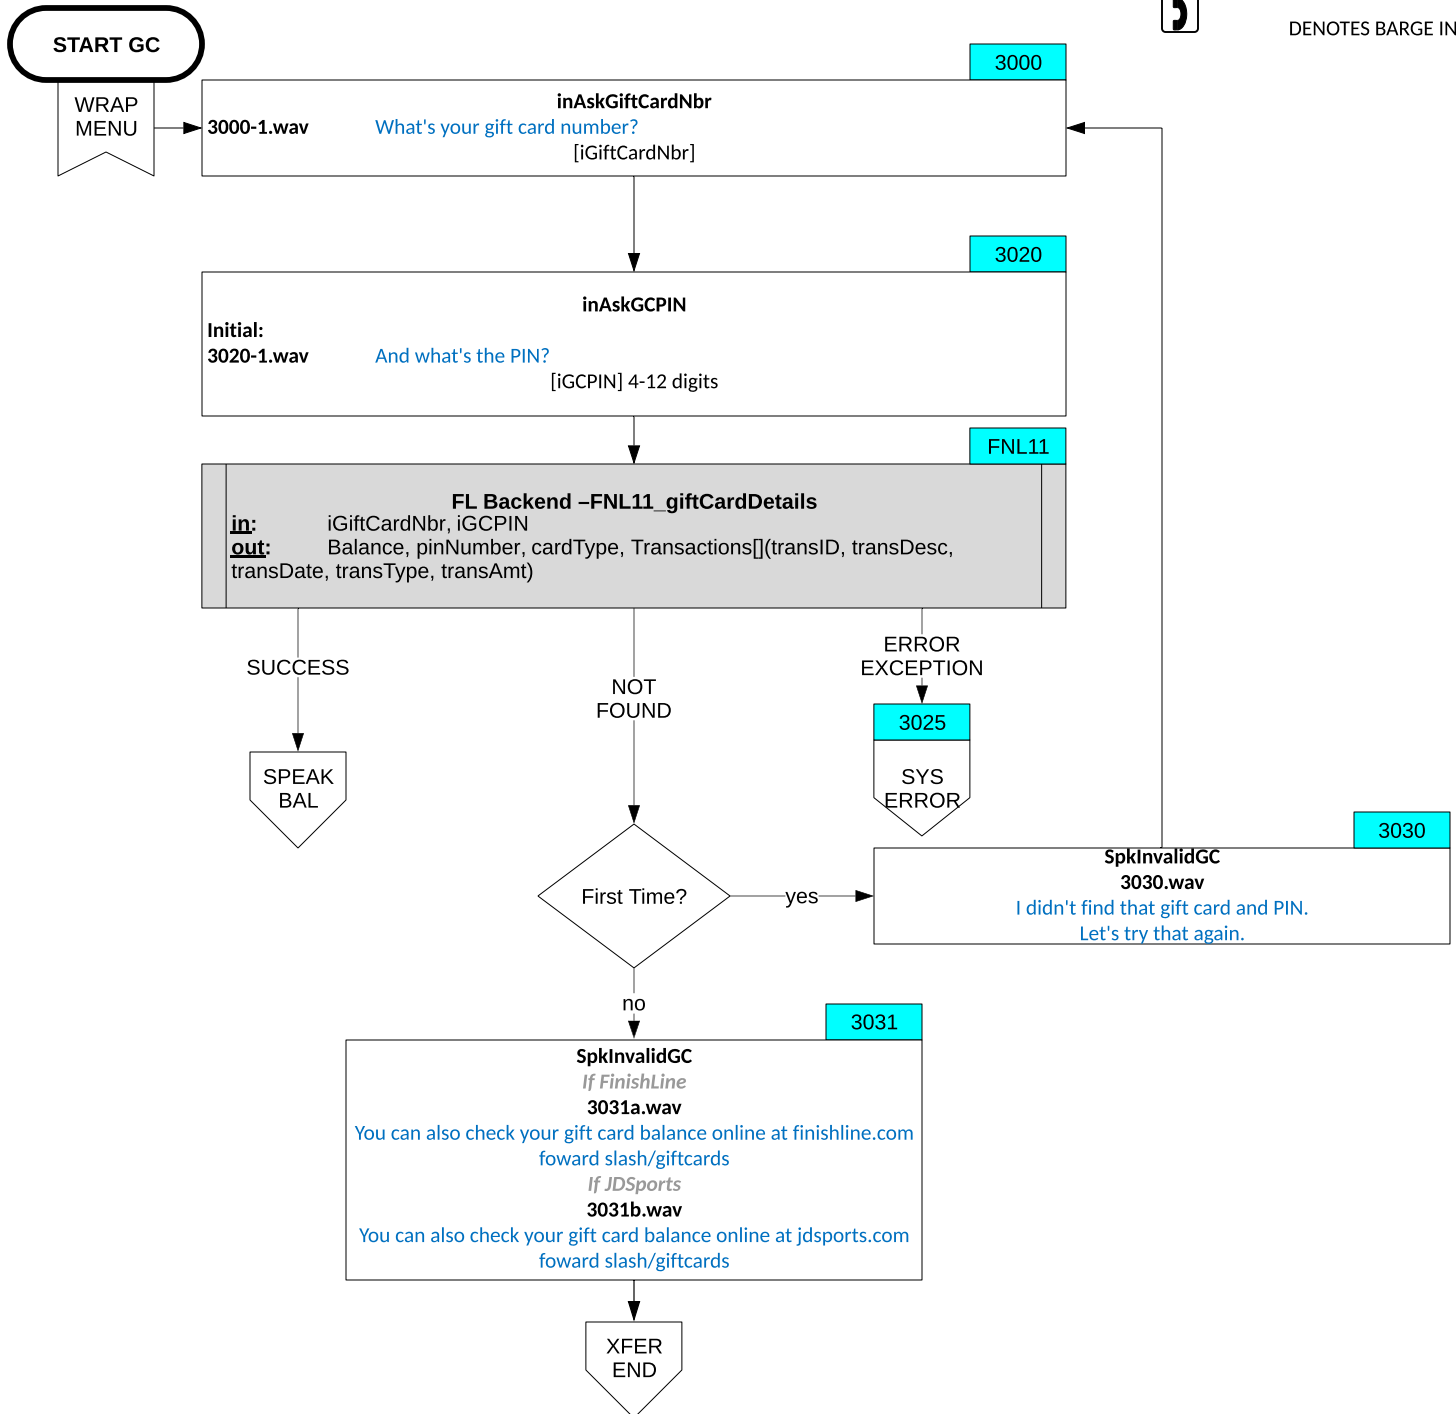 START GC
DENOTES BARGE IN
WRAP
MENU
3000
inAskGiftCardNbr
3000-1.wav What's your gift card number?
[iGiftCardNbr]
3020
inAskGCPIN
Initial:
3020-1.wav And what's the PIN?
[iGCPIN] 4-12 digits
FNL11
FL Backend –FNL11_giftCardDetails
in: iGiftCardNbr, iGCPIN
out: Balance, pinNumber, cardType, Transactions[](transID, transDesc,
transDate, transType, transAmt)
SUCCESS
NOT
FOUND
ERROR
EXCEPTION
SPEAK
BAL
3025
SYS
ERROR
First Time?
yes
3030
SpkInvalidGC
3030.wav
I didn't find that gift card and PIN.
Let's try that again.
no
3031
SpkInvalidGC
If FinishLine
3031a.wav
You can also check your gift card balance online at finishline.com
foward slash/giftcards
If JDSports
3031b.wav
You can also check your gift card balance online at jdsports.com
foward slash/giftcards
XFER
END